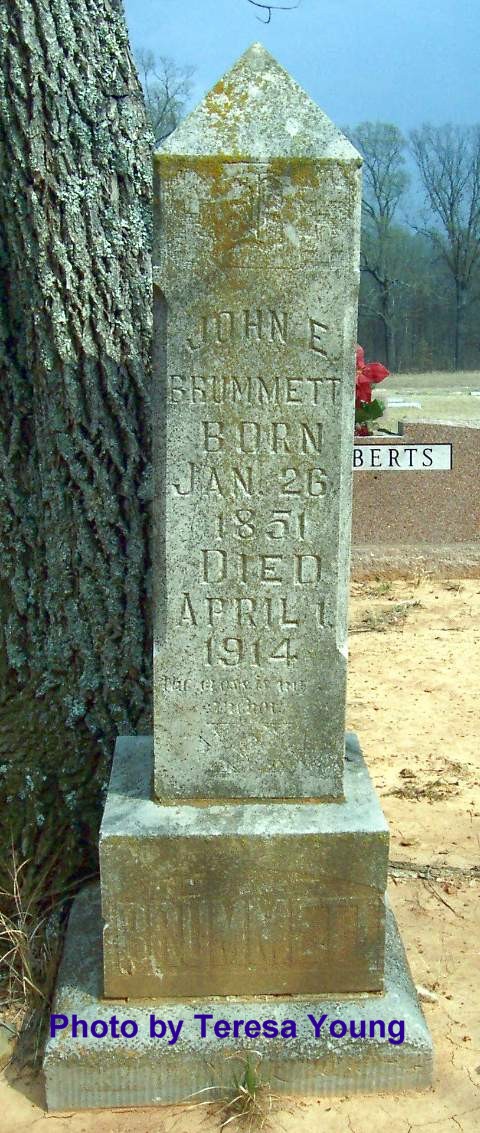 JOHN E.
BRUMMETT
BORN
JAN. 26
1851
DIED
APRIL 1.
1914
BRUMMETT
BERTS
Photo by Teresa Young